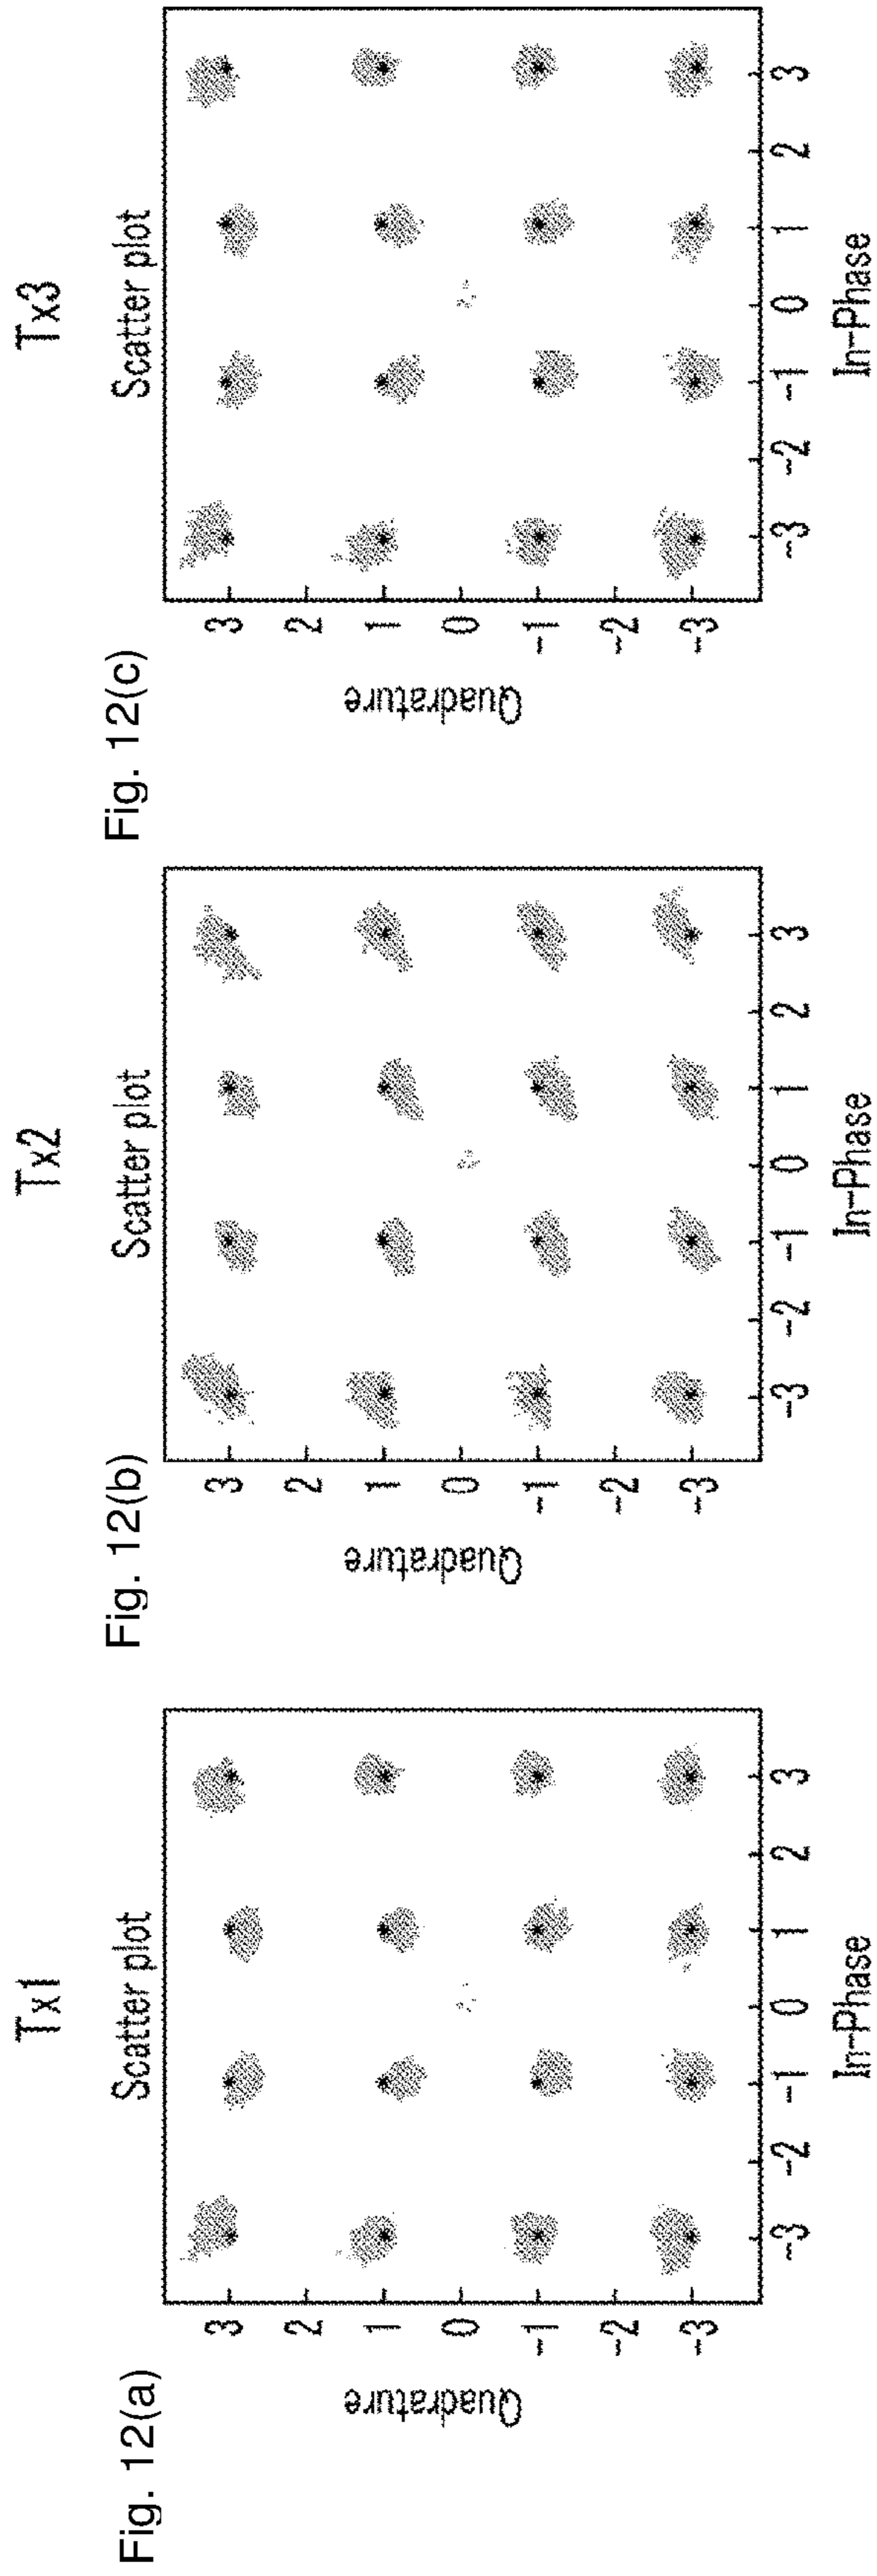 Fig. 12(a)
Tx1
Scatter plot
Quadrature
3
2
1
0
-1
-2
-3
-3
-2
-1
0
1
2
3
In-Phase
Fig. 12(b)
Tx2
Scatter plot
Quadrature
3
2
1
0
-1
-2
-3
-3
-2
-1
0
1
2
3
In-Phase
Fig. 12(c)
Tx3
Scatter plot
Quadrature
3
2
1
0
-1
-2
-3
-3
-2
-1
0
1
2
3
In-Phase